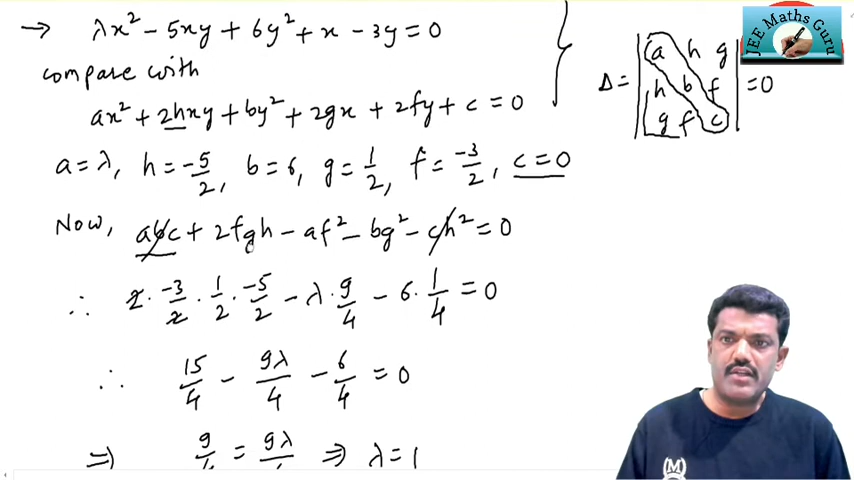 → λx² − 5xy + 6y² + x − 3y = 0
compare with
ax² + 2hxy + by² + 2gx + 2fy + c = 0
a = λ, h = -5/2, b = 6, g = 1/2, f = -3/2, c = 0
Now, abc + 2fgh − af² − bg² − ch² = 0
∴ 2 · -3/2 · 1/2 · -5/2 − λ · 9/4 − 6 · 1/4 = 0
∴ 15/4 − 9λ/4 − 6/4 = 0
⇒ 9/4 = 9λ/4 ⇒ λ = 1
Δ = | a h g |
| h b f | = 0
| g f c |
JEE Maths Guru
(M)